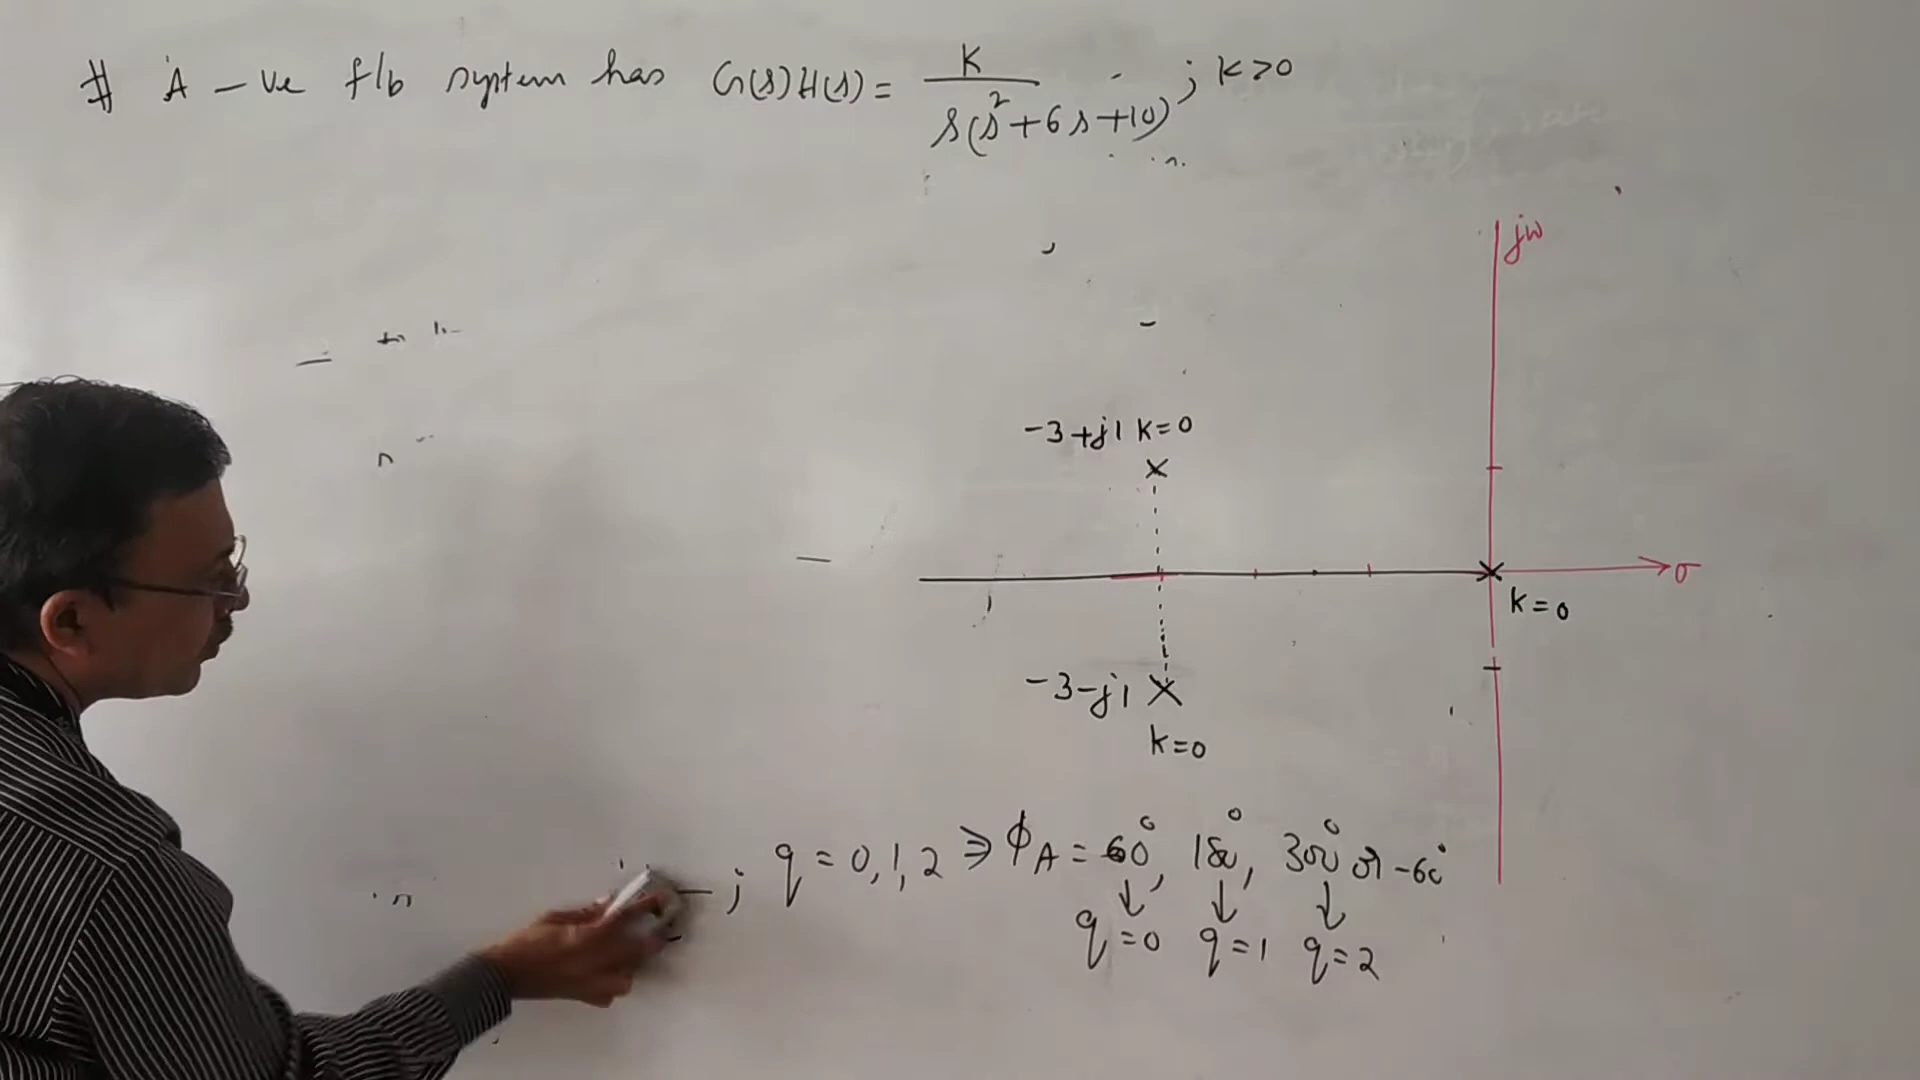 # A -ve f/b system has G(s)H(s) = K / s(s²+6s+10) ; K>0
jω
-3+j1 K=0
σ
K=0
-3-j1
K=0
; q = 0,1,2 ⇒ ϕA = 60°, 180°, 300° or -60°
q=0 q=1 q=2